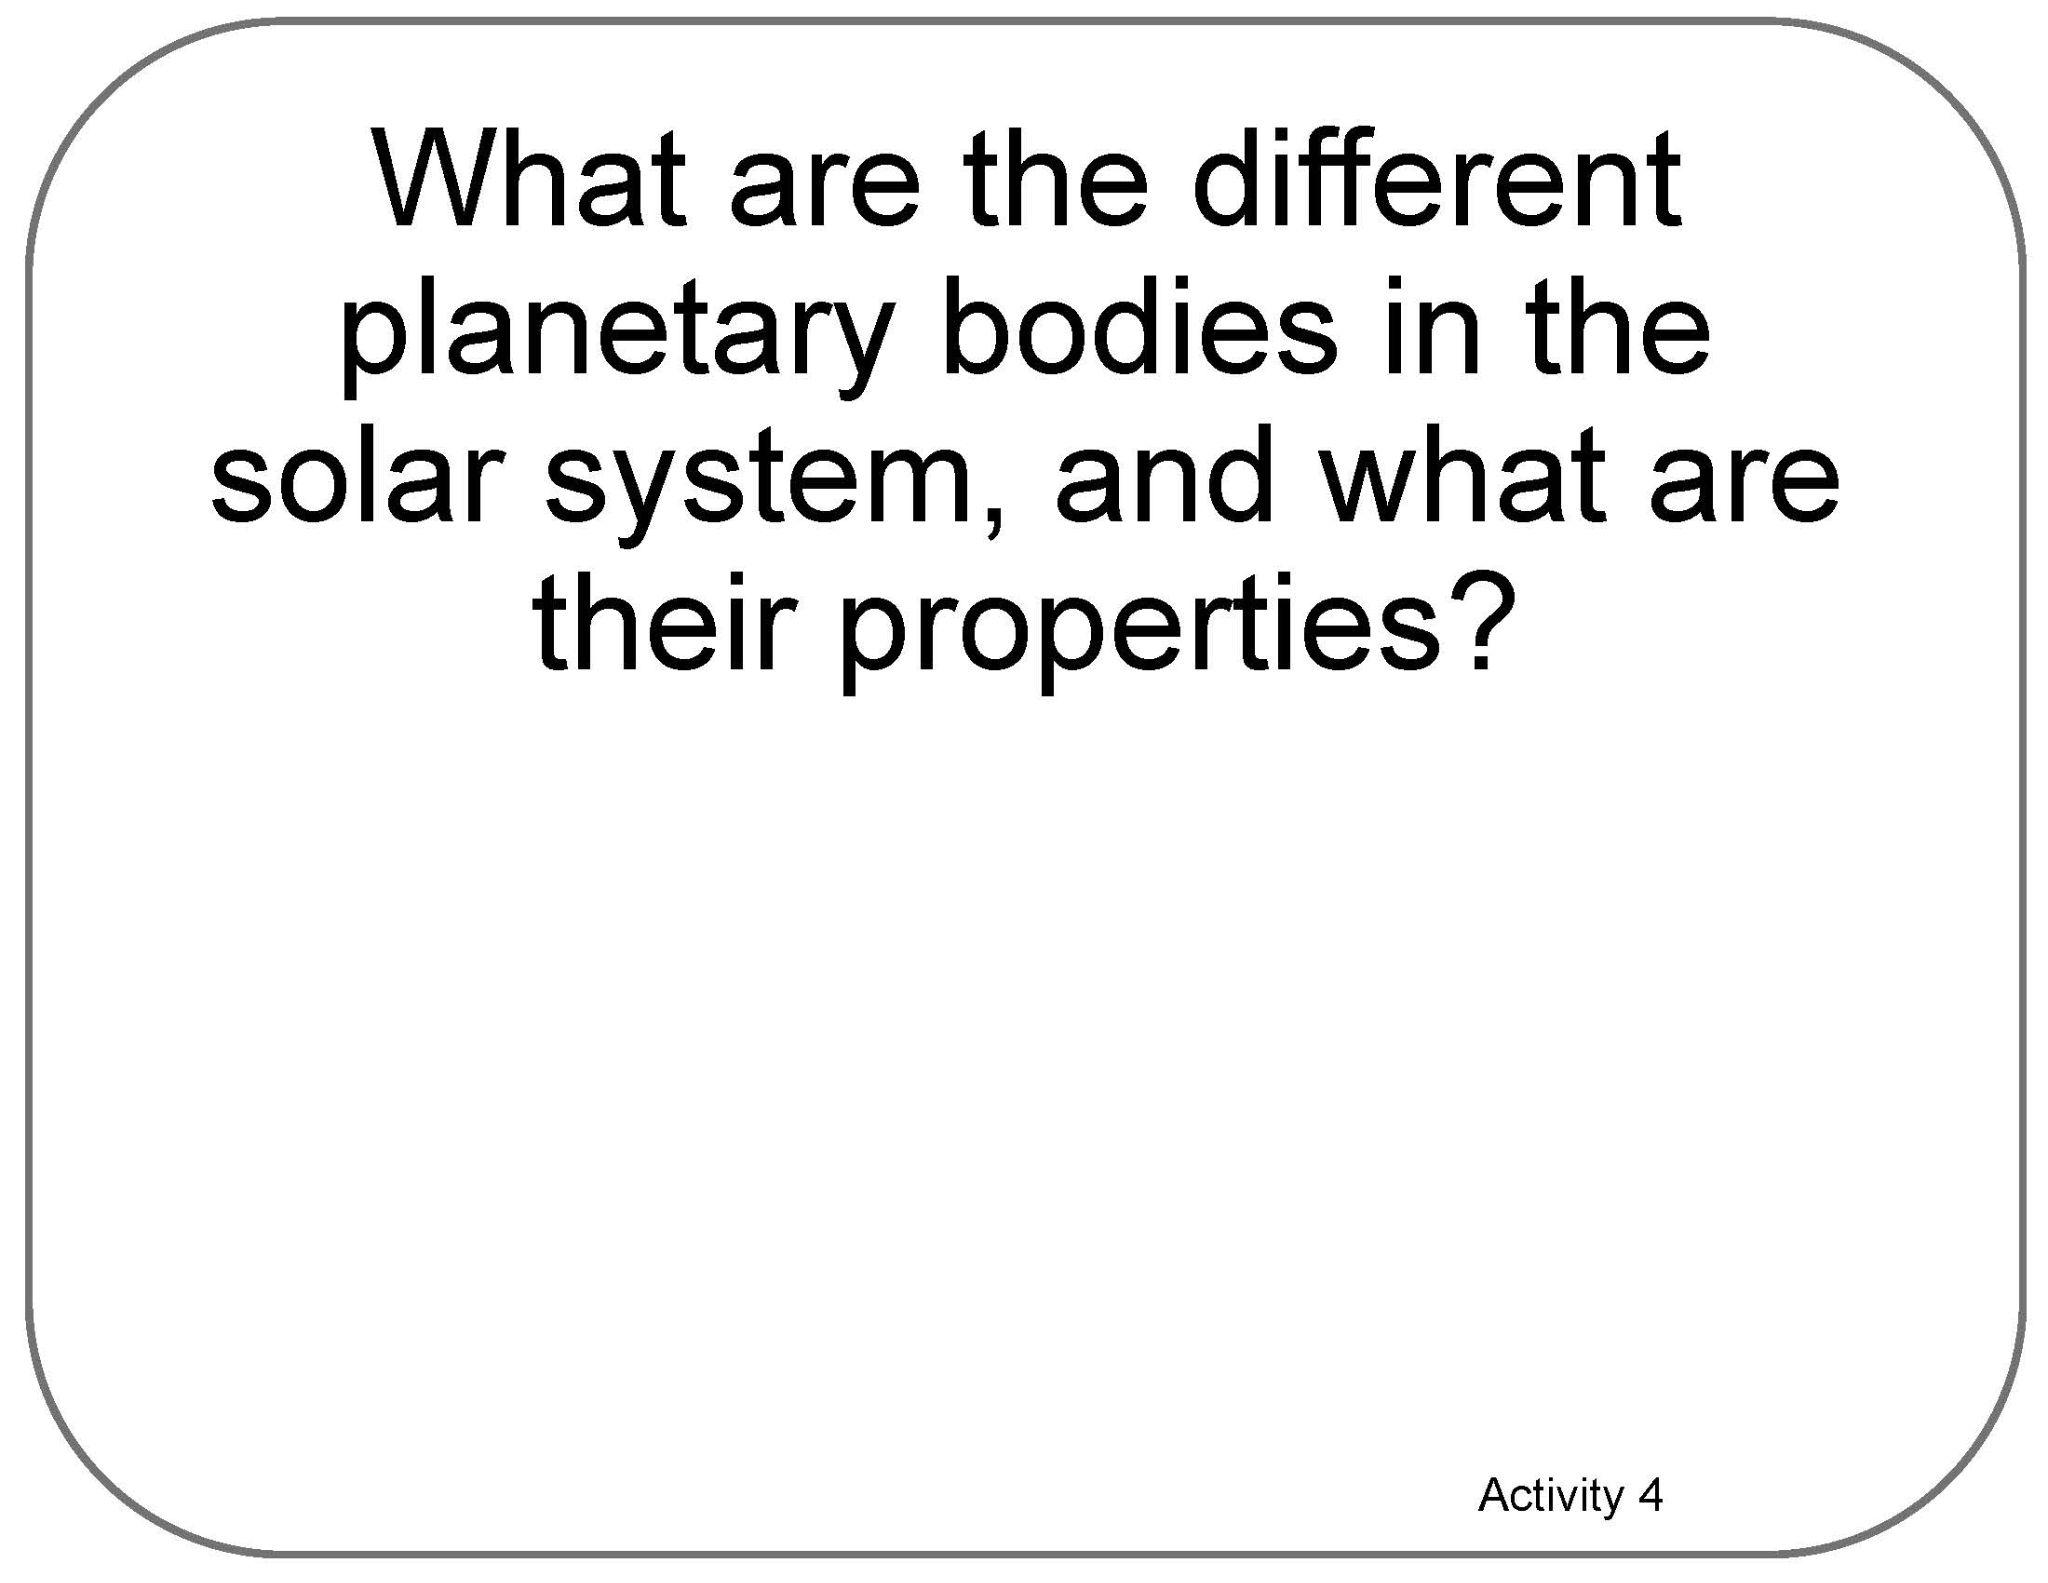 What are the different
planetary bodies in the
solar system, and what are
their properties?
Activity 4